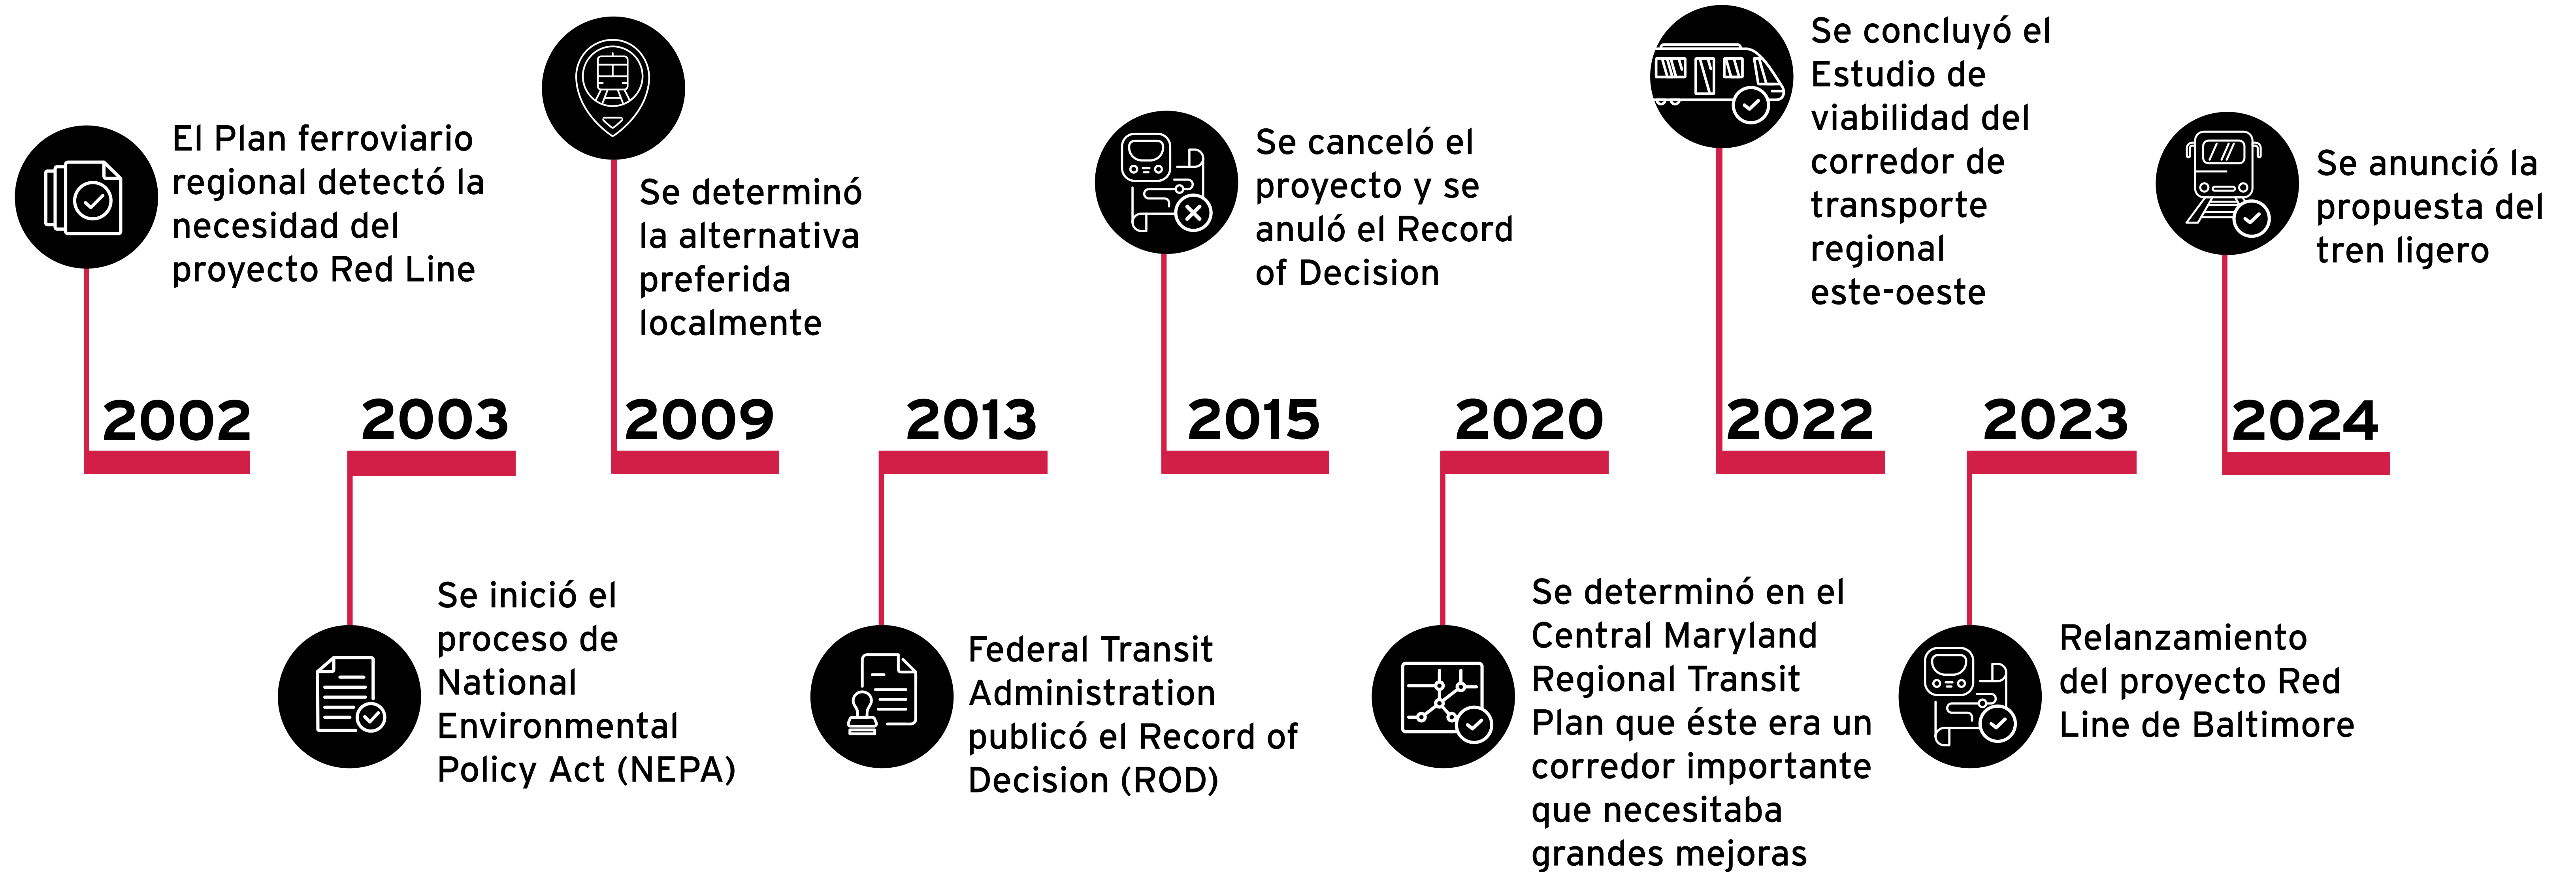 2002
El Plan ferroviario
regional detectó la
necesidad del
proyecto Red Line
2003
Se inició el
proceso de
National
Environmental
Policy Act (NEPA)
2009
Se determinó
la alternativa
preferida
localmente
2013
Federal Transit
Administration
publicó el Record of
Decision (ROD)
2015
Se canceló el
proyecto y se
anuló el Record
of Decision
2020
Se determinó en el
Central Maryland
Regional Transit
Plan que éste era un
corredor importante
que necesitaba
grandes mejoras
2022
Se concluyó el
Estudio de
viabilidad del
corredor de
transporte
regional
este-oeste
2023
Relanzamiento
del proyecto Red
Line de Baltimore
2024
Se anunció la
propuesta del
tren ligero